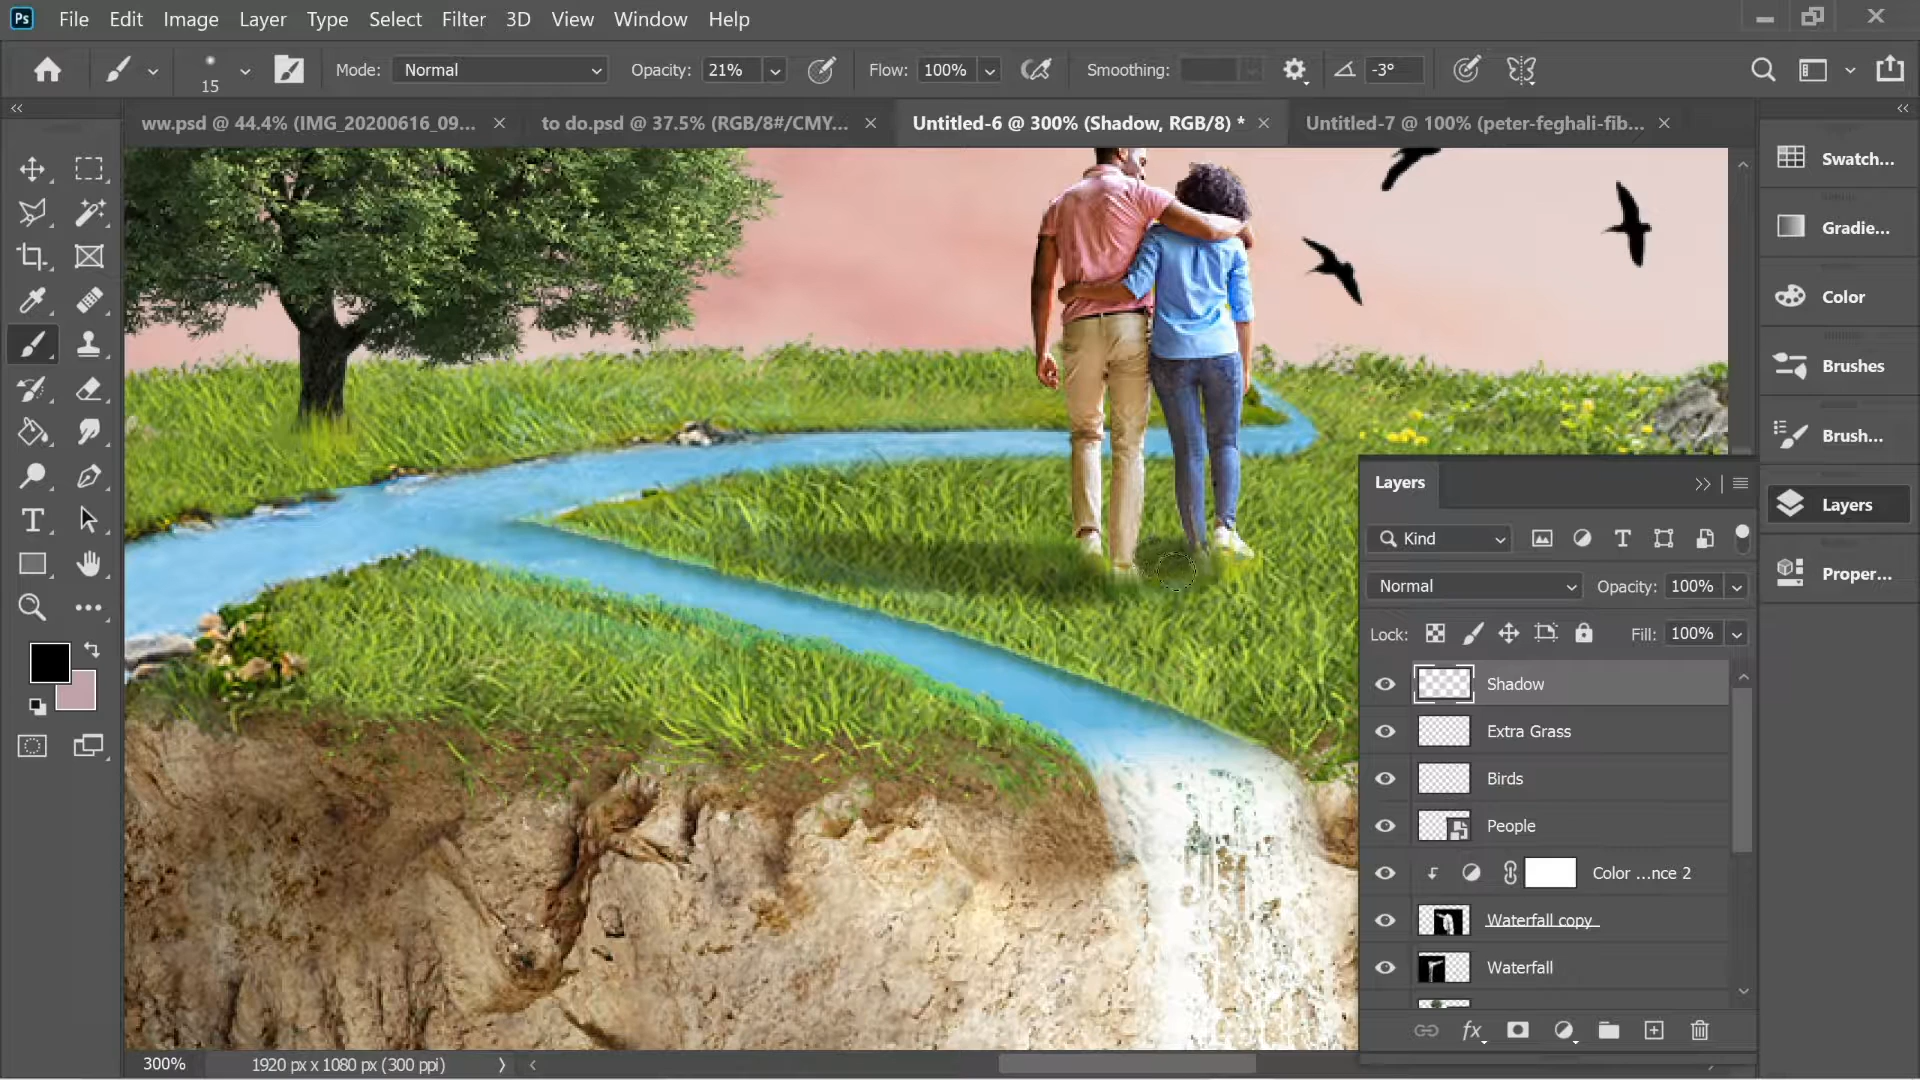 Ps File Edit Image Layer Type Select Filter 3D View Window Help
15 Mode: Normal Opacity: 21% Flow: 100% Smoothing: -3°
ww.psd @ 44.4% (IMG_20200616_09... to do.psd @ 37.5% (RGB/8#/CMY... Untitled-6 @ 300% (Shadow, RGB/8) * Untitled-7 @ 100% (peter-feghali-fib...
Swatch...
Gradie...
Color
Brushes
Brush...
Layers
Proper...
Layers
Kind
Normal Opacity: 100%
Lock: Fill: 100%
Shadow
Extra Grass
Birds
People
Color ...nce 2
Waterfall copy
Waterfall
fx
300% 1920 px x 1080 px (300 ppi)